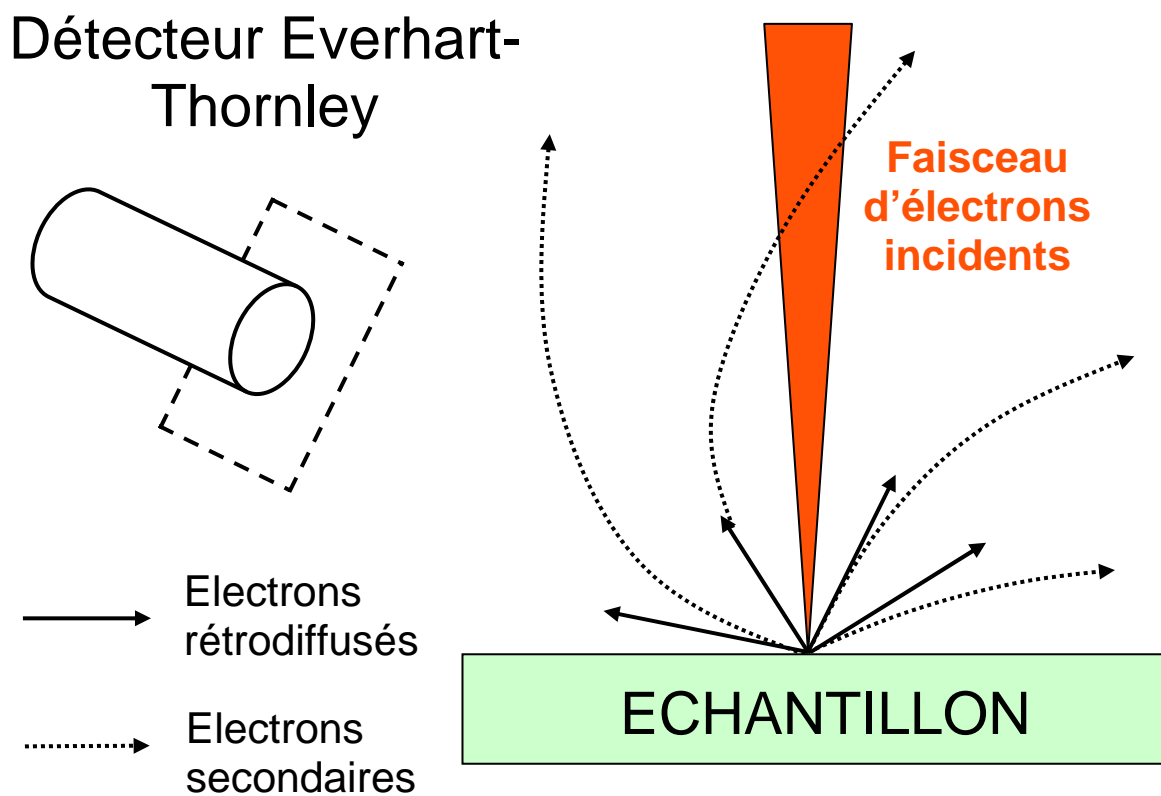 Détecteur Everhart-
Thornley
Faisceau
d’électrons
incidents
Electrons
rétrodiffusés
Electrons
secondaires
ECHANTILLON